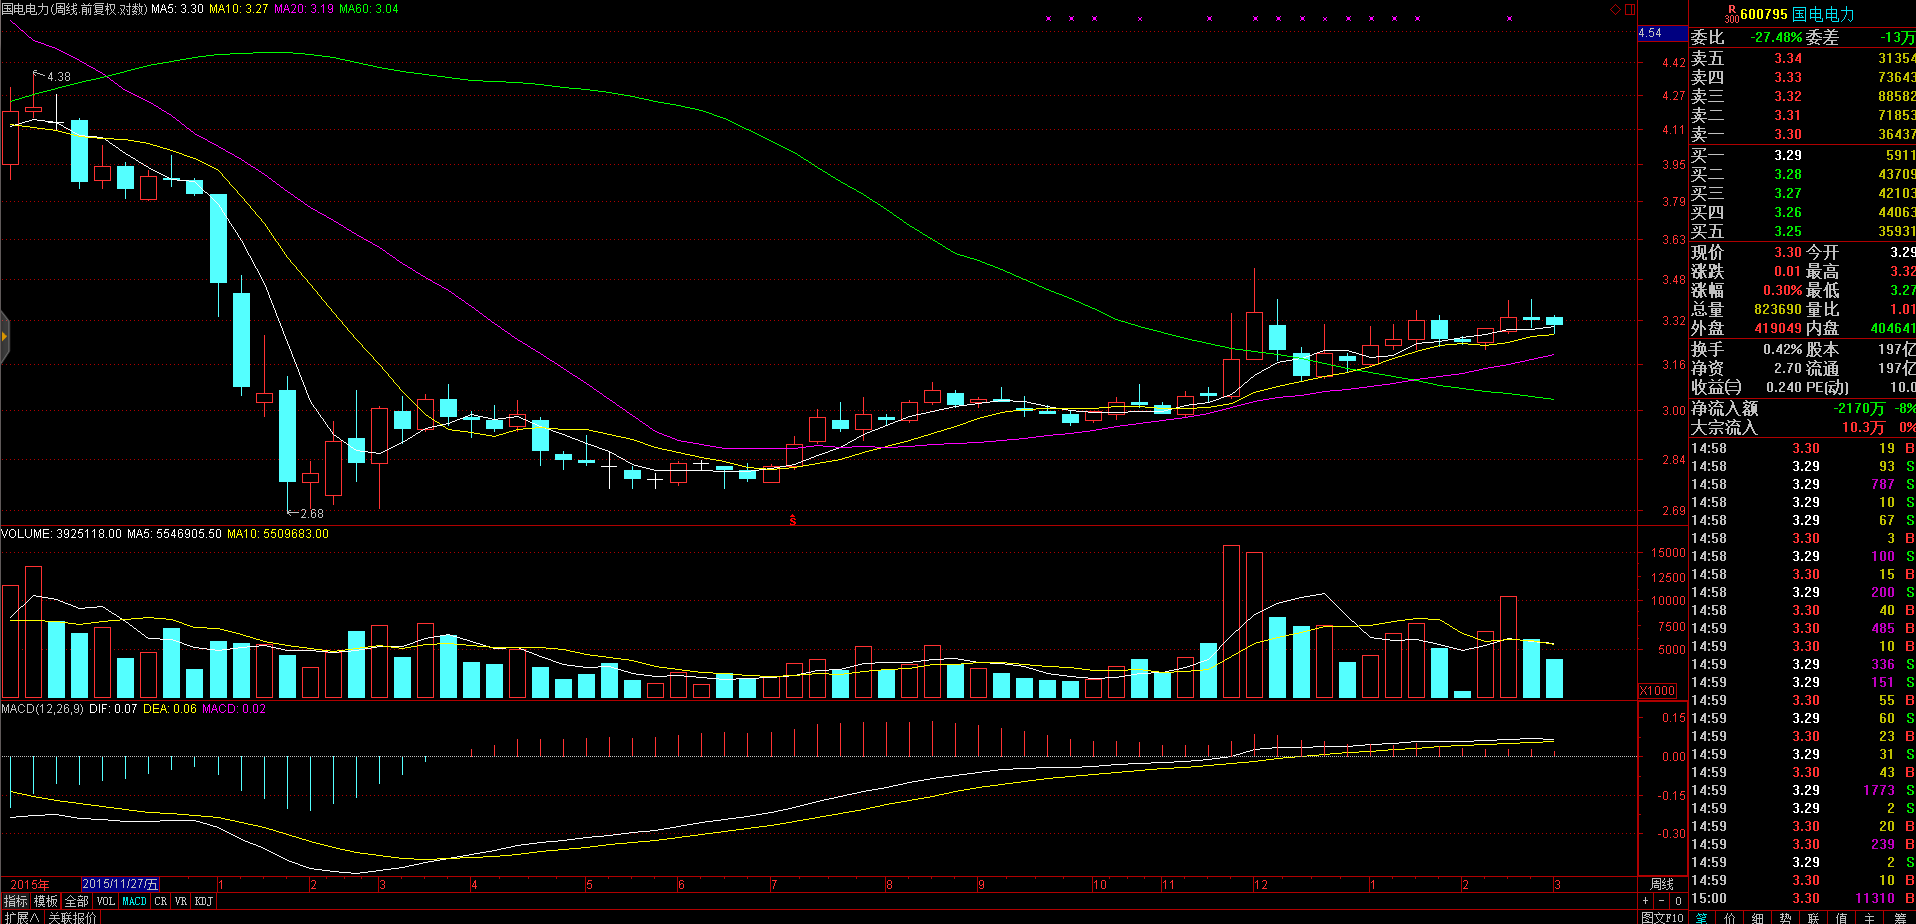 国电电力(周线.前复权.对数) MA5: 3.30 MA10: 3.27 MA20: 3.19 MA60: 3.04
4.38
2.68
4.54
4.42
4.27
4.11
3.95
3.79
3.63
3.48
3.32
3.16
3.00
2.84
2.69
VOLUME: 3925118.00 MA5: 5546905.50 MA10: 5509683.00
15000
12500
10000
7500
5000
X1000
MACD(12,26,9) DIF: 0.07 DEA: 0.06 MACD: 0.02
0.15
0.00
-0.15
-0.30
2015年 2015/11/27/五 1 2 3 4 5 6 7 8 9 10 11 12 1 2 3 周线
指标 模板 全部 VOL MACD CR VR KDJ + - 0
扩展∧ 关联报价 图文F10
R 300 600795 国电电力
委比 -27.48% 委差 -13万
卖五 3.34 31354
卖四 3.33 73643
卖三 3.32 88582
卖二 3.31 71853
卖一 3.30 36437
买一 3.29 5911
买二 3.28 43709
买三 3.27 42103
买四 3.26 44063
买五 3.25 35931
现价 3.30 今开 3.29
涨跌 0.01 最高 3.32
涨幅 0.30% 最低 3.27
总量 823690 量比 1.01
外盘 419049 内盘 404641
换手 0.42% 股本 197亿
净资 2.70 流通 197亿
收益㈢ 0.240 PE(动) 10.0
净流入额 -2170万 -8%
大宗流入 10.3万 0%
14:58 3.30 19 B
14:58 3.29 93 S
14:58 3.29 787 S
14:58 3.29 10 S
14:58 3.29 67 S
14:58 3.30 3 B
14:58 3.29 100 S
14:58 3.30 15 B
14:58 3.29 200 S
14:58 3.30 40 B
14:59 3.30 485 B
14:59 3.30 10 B
14:59 3.29 336 S
14:59 3.29 151 S
14:59 3.30 55 B
14:59 3.29 60 S
14:59 3.30 23 B
14:59 3.29 31 S
14:59 3.30 43 B
14:59 3.29 1773 S
14:59 3.29 2 S
14:59 3.30 20 B
14:59 3.30 239 B
14:59 3.29 2 S
14:59 3.30 10 B
15:00 3.30 11310 B
笔 价 细 势 联 值 主 筹